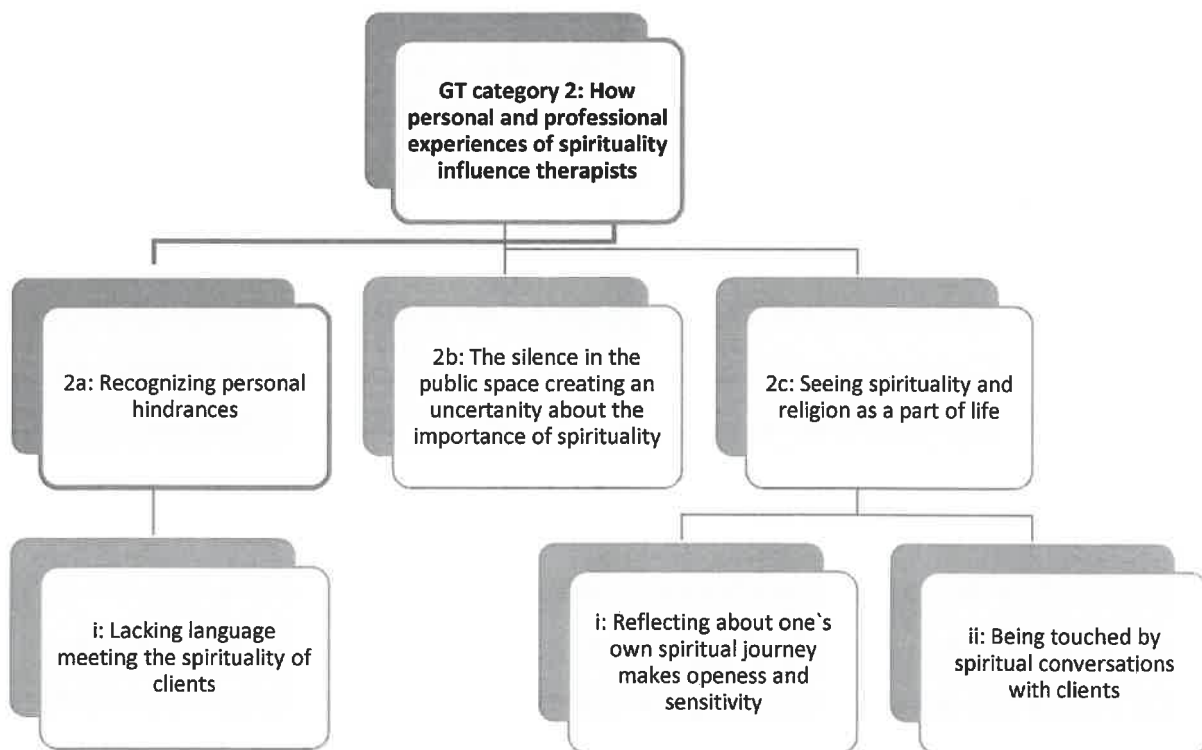 GT category 2: How
personal and professional
experiences of spirituality
influence therapists
2a: Recognizing personal
hindrances
2b: The silence in the
public space creating an
uncertanity about the
importance of spirituality
2c: Seeing spirituality and
religion as a part of life
i: Lacking language
meeting the spirituality of
clients
i: Reflecting about one`s
own spiritual journey
makes openess and
sensitivity
ii: Being touched by
spiritual conversations
with clients